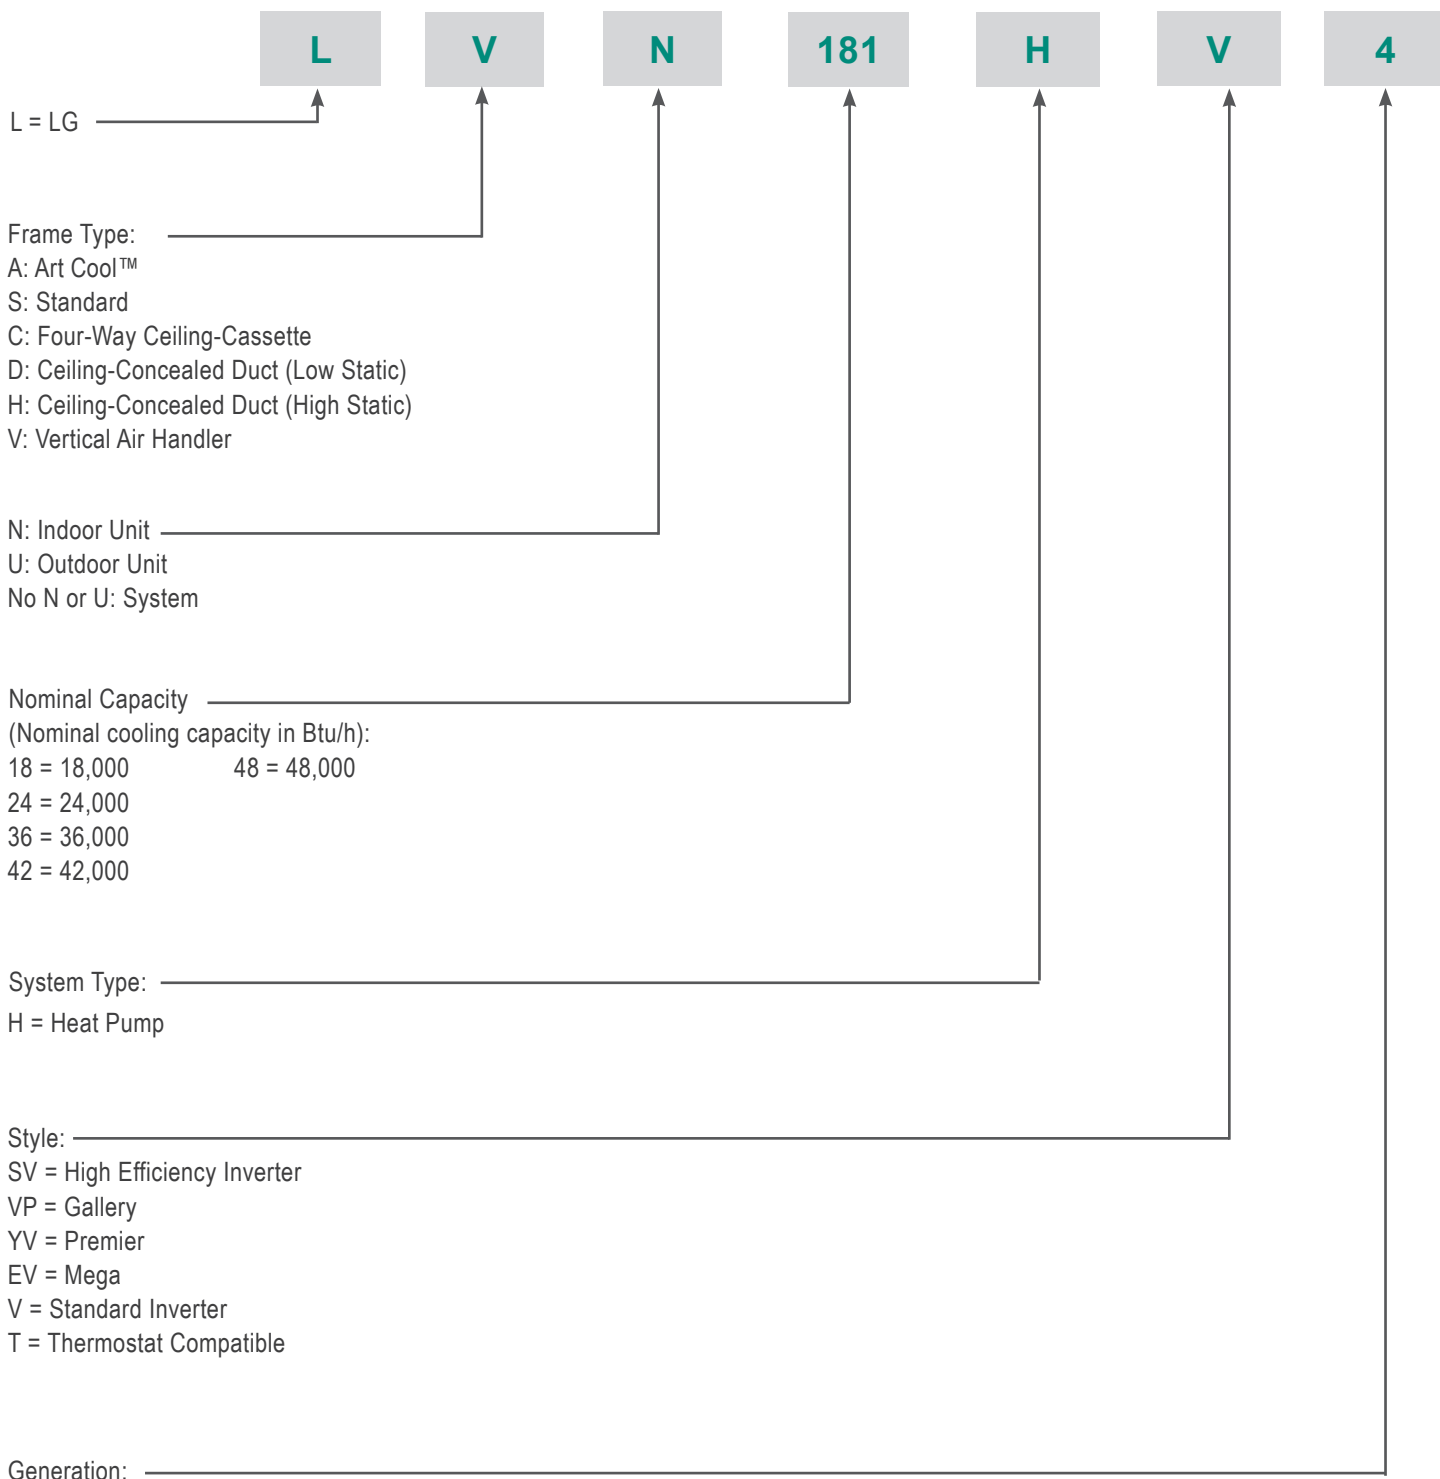 L V N 181 H V 4
L = LG
Frame Type:
A: Art Cool™
S: Standard
C: Four-Way Ceiling-Cassette
D: Ceiling-Concealed Duct (Low Static)
H: Ceiling-Concealed Duct (High Static)
V: Vertical Air Handler
N: Indoor Unit
U: Outdoor Unit
No N or U: System
Nominal Capacity
(Nominal cooling capacity in Btu/h):
18 = 18,000 48 = 48,000
24 = 24,000
36 = 36,000
42 = 42,000
System Type:
H = Heat Pump
Style:
SV = High Efficiency Inverter
VP = Gallery
YV = Premier
EV = Mega
V = Standard Inverter
T = Thermostat Compatible
Generation: